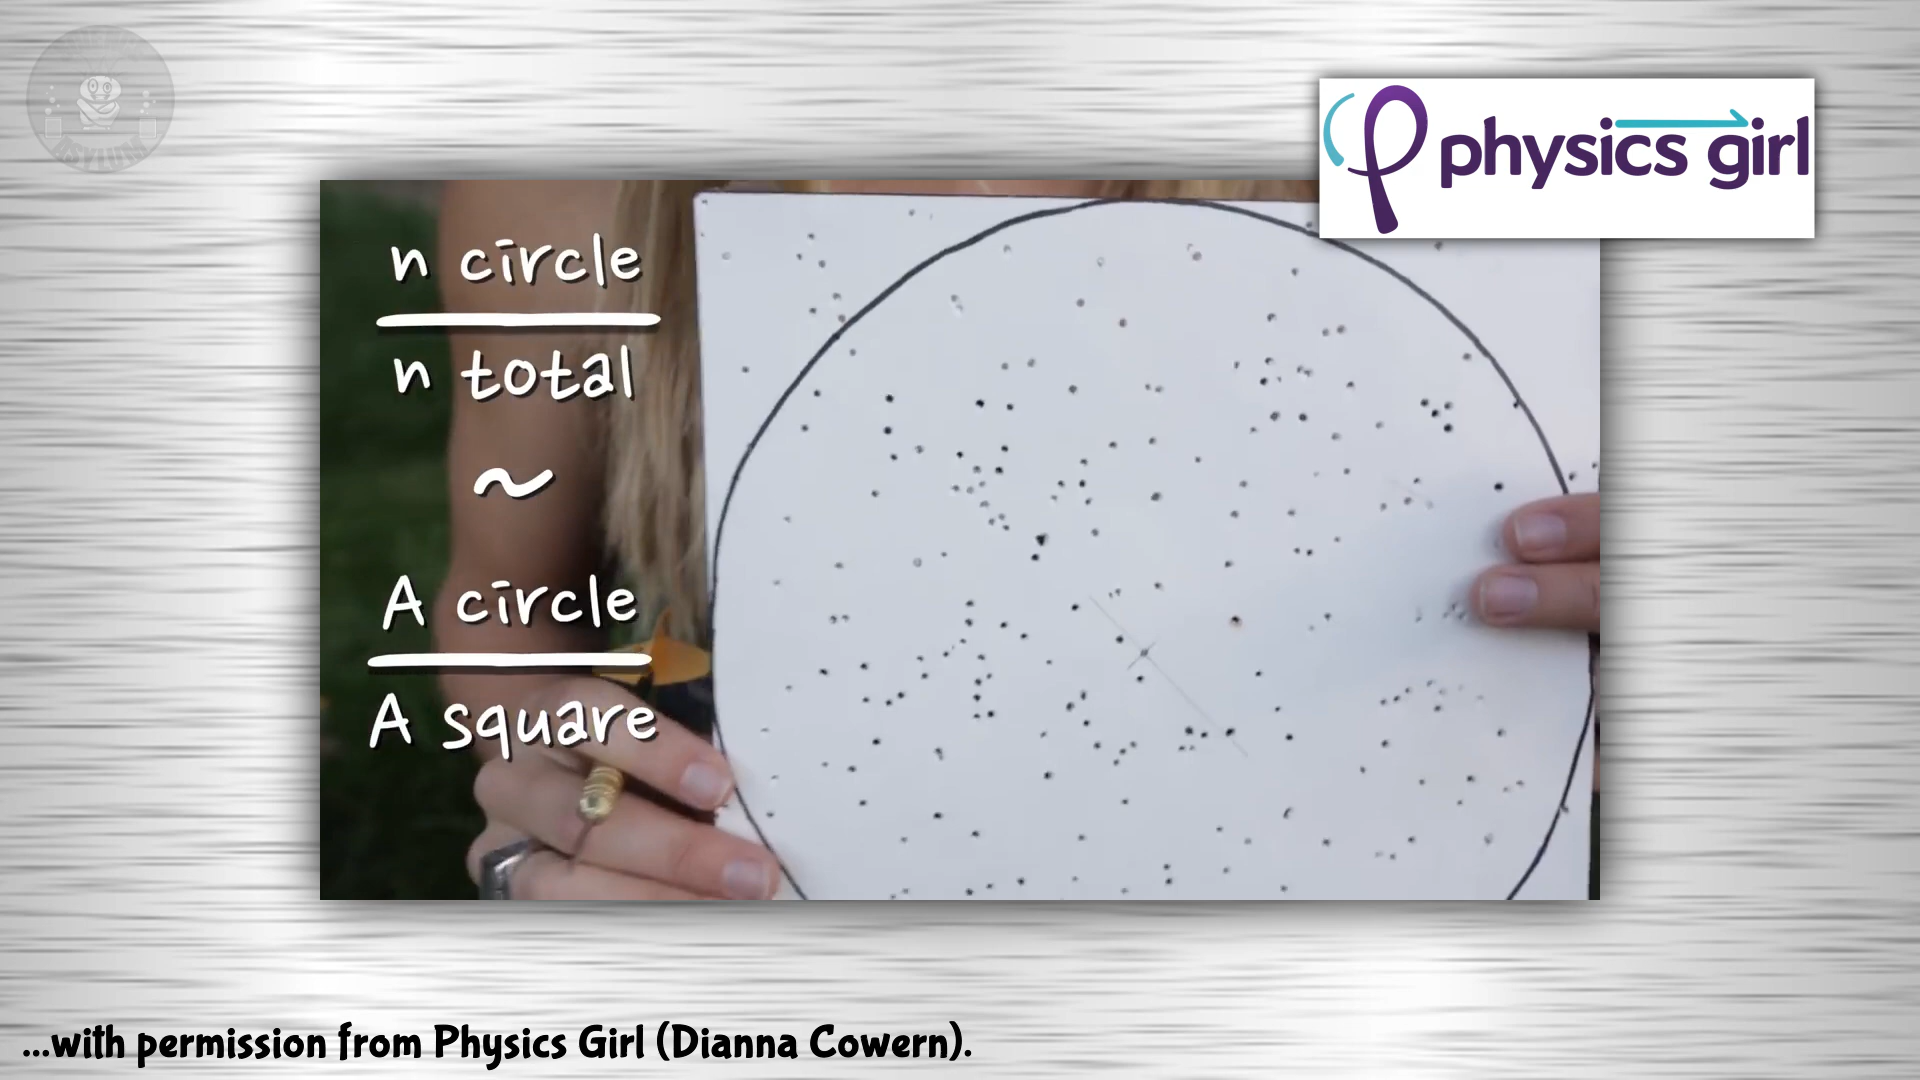 physics girl
n circle
n total
~
A circle
A square
...with permission from Physics Girl (Dianna Cowern).